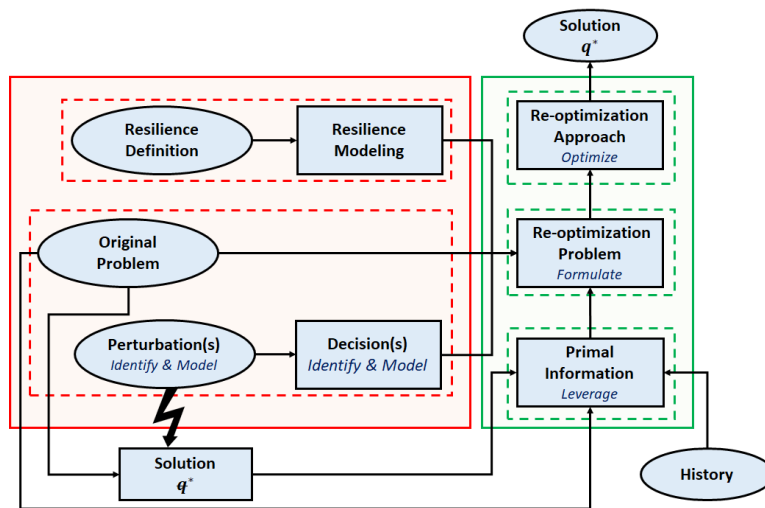 Solution
q*
Resilience
Definition
Resilience
Modeling
Re-optimization
Approach
Optimize
Original
Problem
Re-optimization
Problem
Formulate
Perturbation(s)
Identify & Model
Decision(s)
Identify & Model
Primal
Information
Leverage
Solution
q*
History